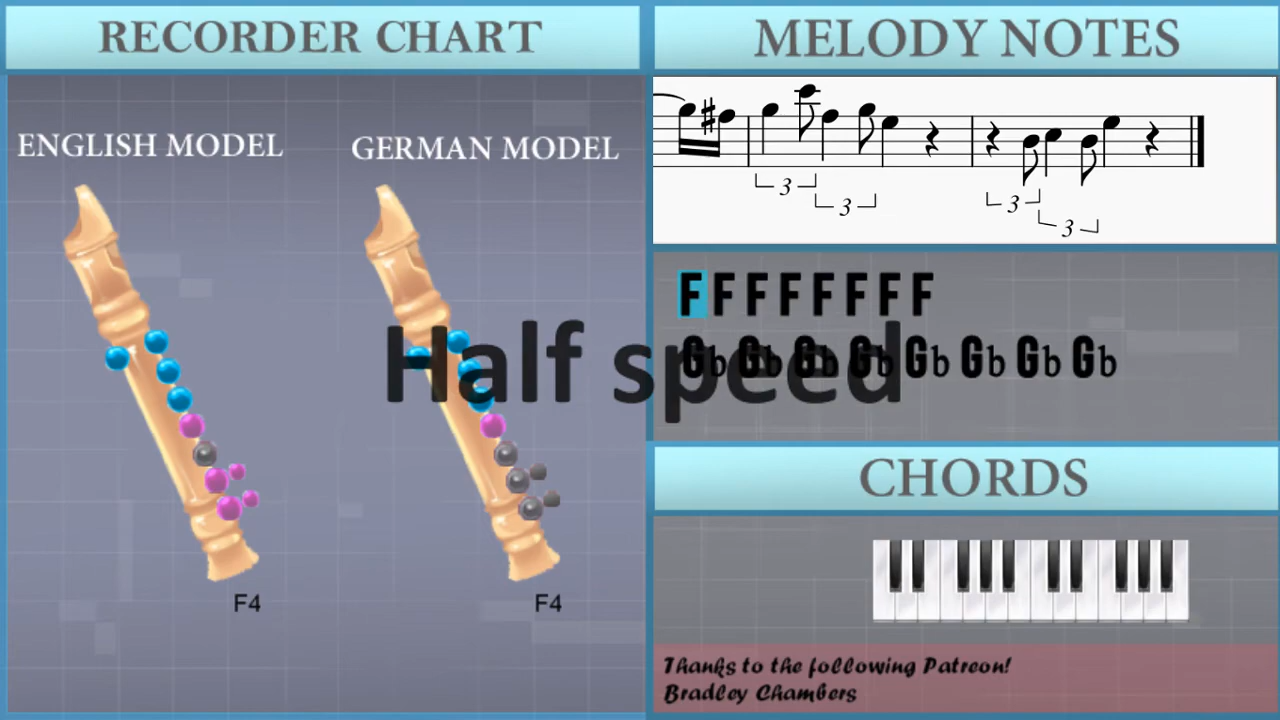 RECORDER CHART
ENGLISH MODEL
GERMAN MODEL
F4
F4
MELODY NOTES
3
3
3
3
F F F F F F F F
Gb Gb Gb Gb Gb Gb Gb Gb
Half speed
CHORDS
Thanks to the following Patreon!
Bradley Chambers